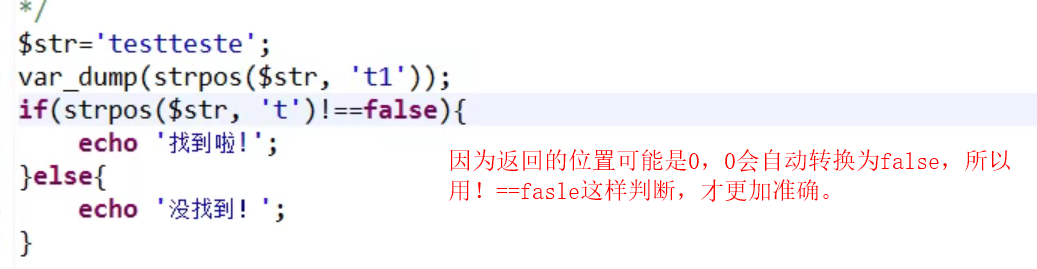 */
$str='testteste';
var_dump(strpos($str, 't1'));
if(strpos($str, 't')!==false){
    echo '找到啦!';
}else{
    echo '没找到! ';
}
因为返回的位置可能是0，0会自动转换为false，所以
用！==fasle这样判断，才更加准确。